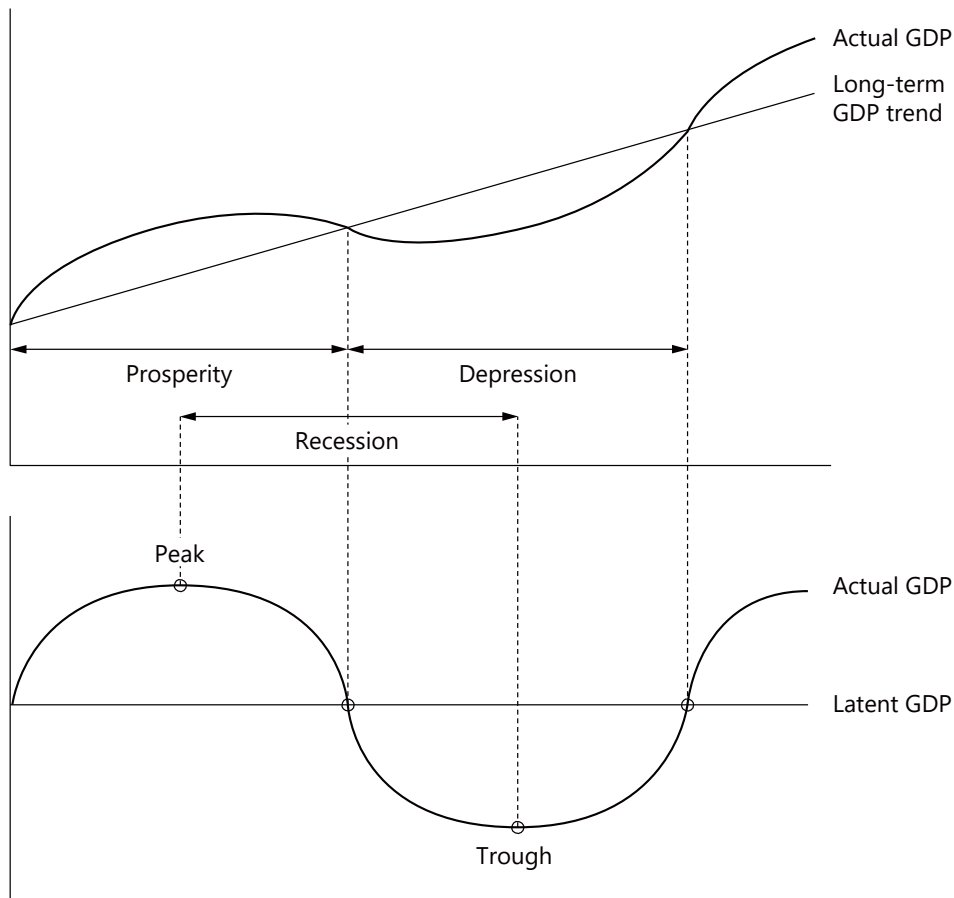 Actual GDP
Long-term
GDP trend
Prosperity
Depression
Recession
Peak
Actual GDP
Latent GDP
Trough